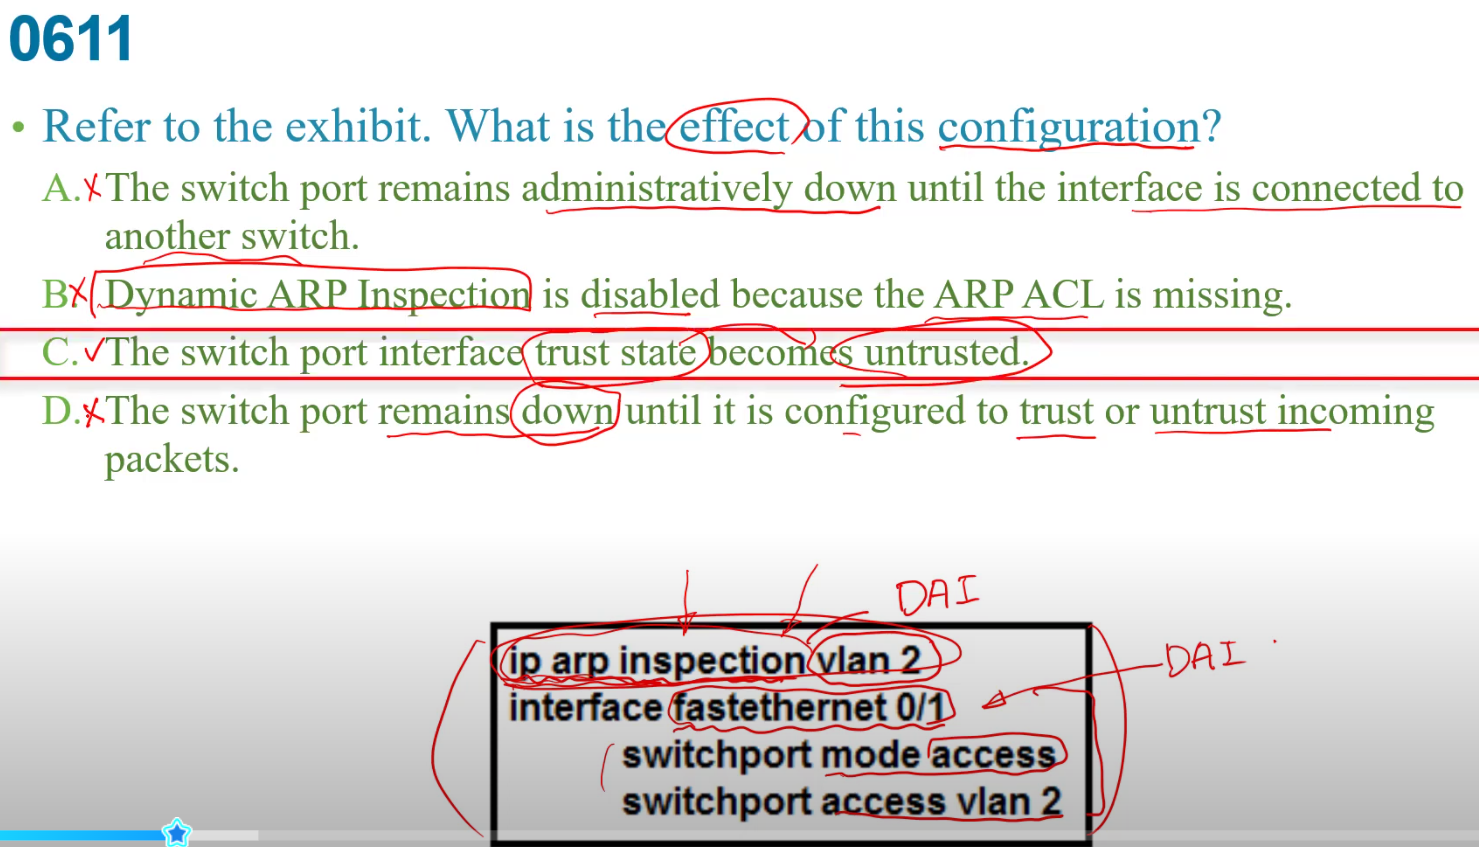 0611
• Refer to the exhibit. What is the effect of this configuration?
A. The switch port remains administratively down until the interface is connected to
another switch.
B. Dynamic ARP Inspection is disabled because the ARP ACL is missing.
C. ✓The switch port interface trust state becomes untrusted.
D. The switch port remains down until it is configured to trust or untrust incoming
packets.
DAI
ip arp inspection vlan 2
DAI
interface fastethernet 0/1
switchport mode access
switchport access vlan 2